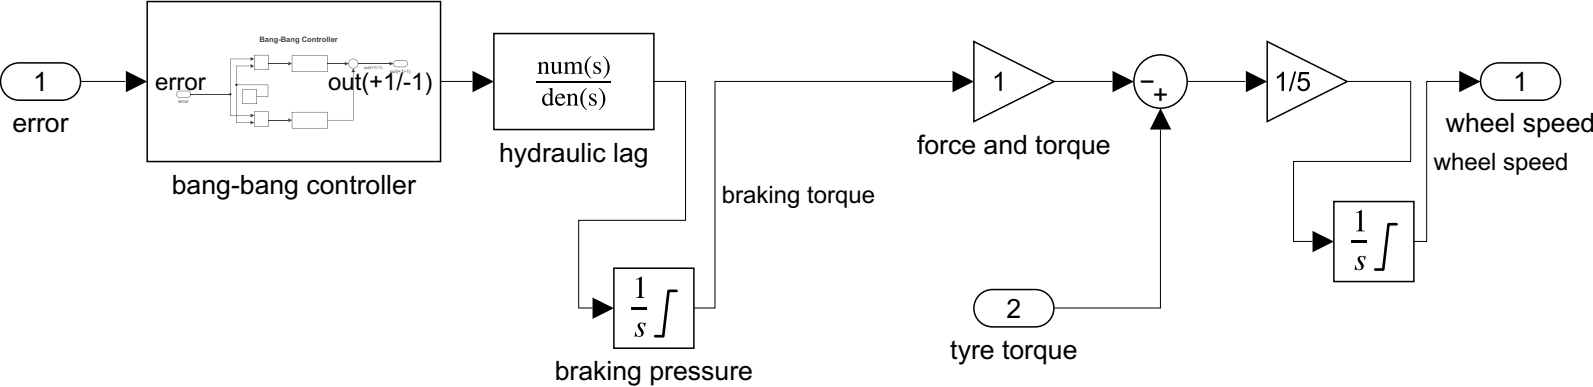 1
error
Bang-Bang Controller
error
out(+1/-1)
error
bang-bang controller
num(s)
den(s)
hydraulic lag
1
s
braking pressure
braking torque
1
force and torque
−
+
2
tyre torque
1/5
1
s
1
wheel speed
wheel speed